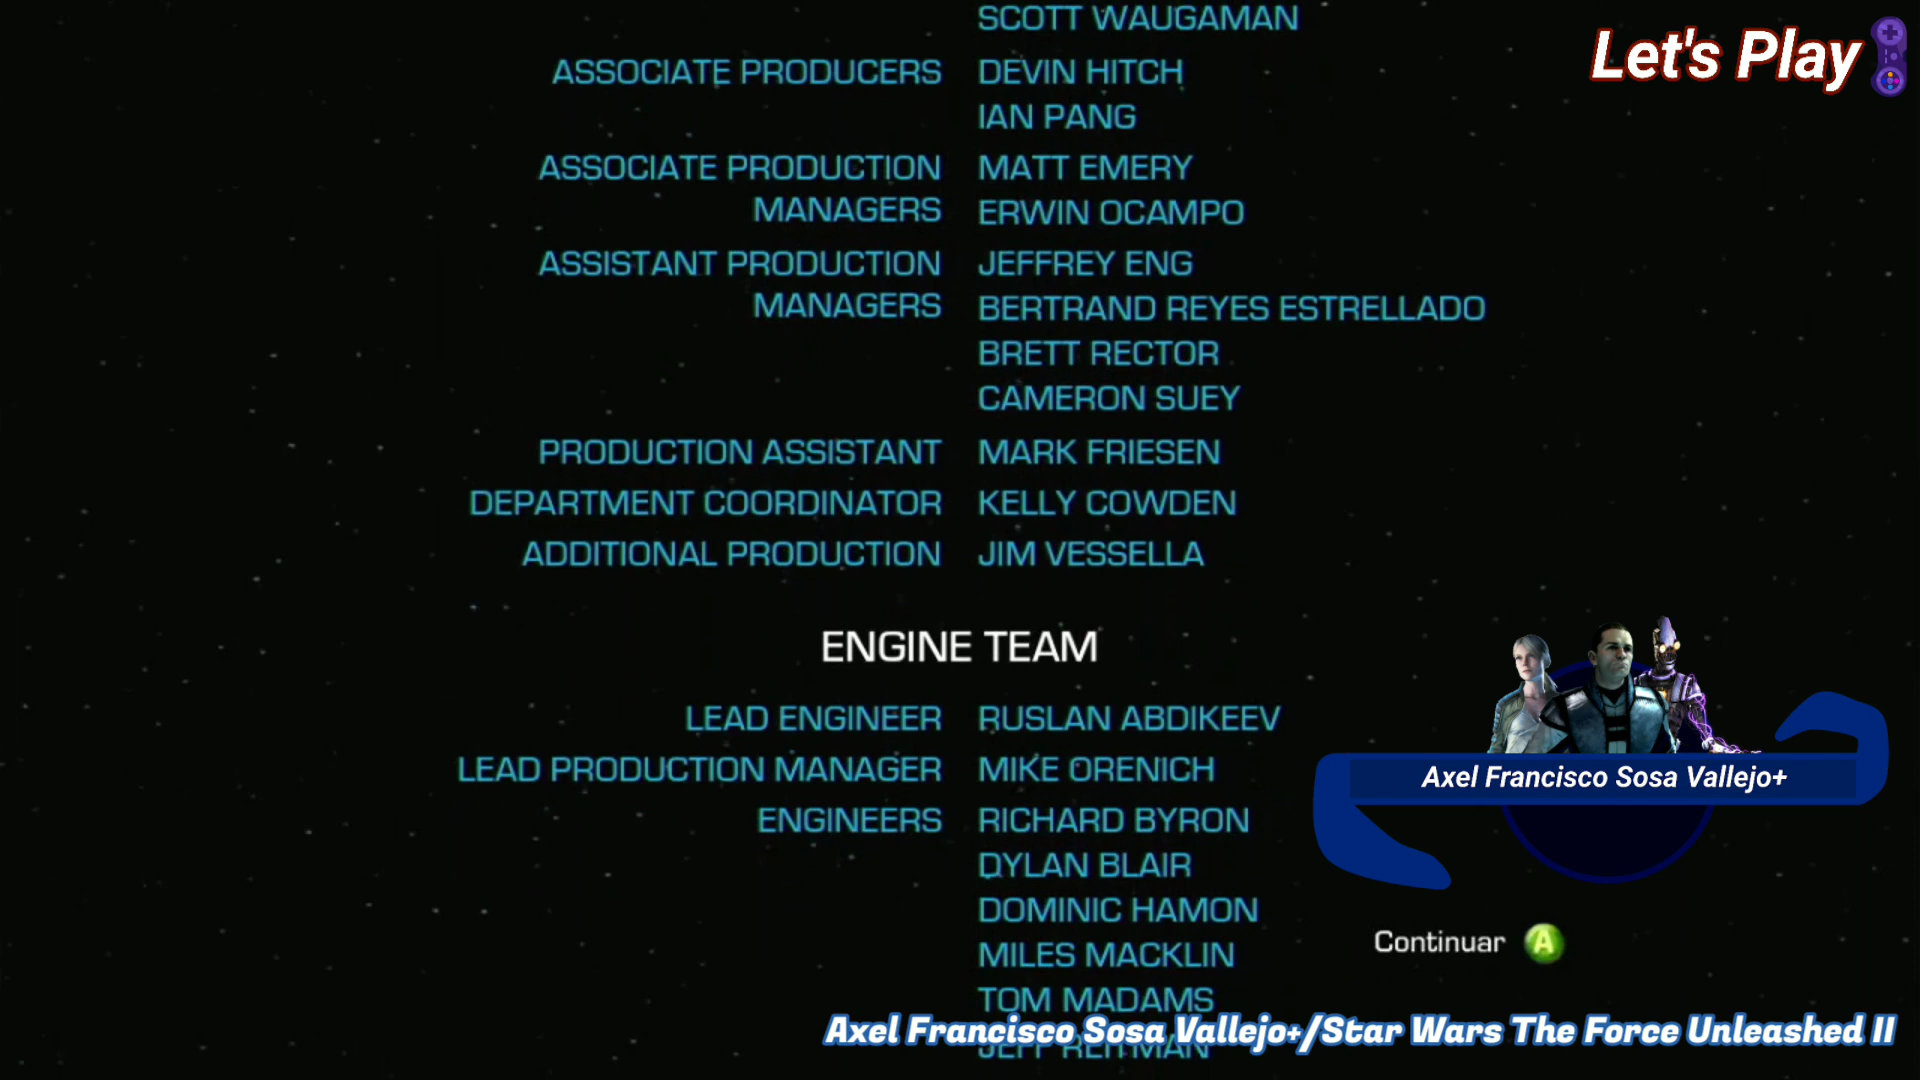 SCOTT WAUGAMAN
Let's Play
ASSOCIATE PRODUCERS DEVIN HITCH
IAN PANG
ASSOCIATE PRODUCTION MATT EMERY
MANAGERS ERWIN OCAMPO
ASSISTANT PRODUCTION JEFFREY ENG
MANAGERS BERTRAND REYES ESTRELLADO
BRETT RECTOR
CAMERON SUEY
PRODUCTION ASSISTANT MARK FRIESEN
DEPARTMENT COORDINATOR KELLY COWDEN
ADDITIONAL PRODUCTION JIM VESSELLA
ENGINE TEAM
LEAD ENGINEER RUSLAN ABDIKEEV
LEAD PRODUCTION MANAGER MIKE ORENICH
Axel Francisco Sosa Vallejo+
ENGINEERS RICHARD BYRON
DYLAN BLAIR
DOMINIC HAMON
Continuar A
MILES MACKLIN
TOM MADAMS
Axel Francisco Sosa Vallejo+/Star Wars The Force Unleashed II
JEFF REITMAN